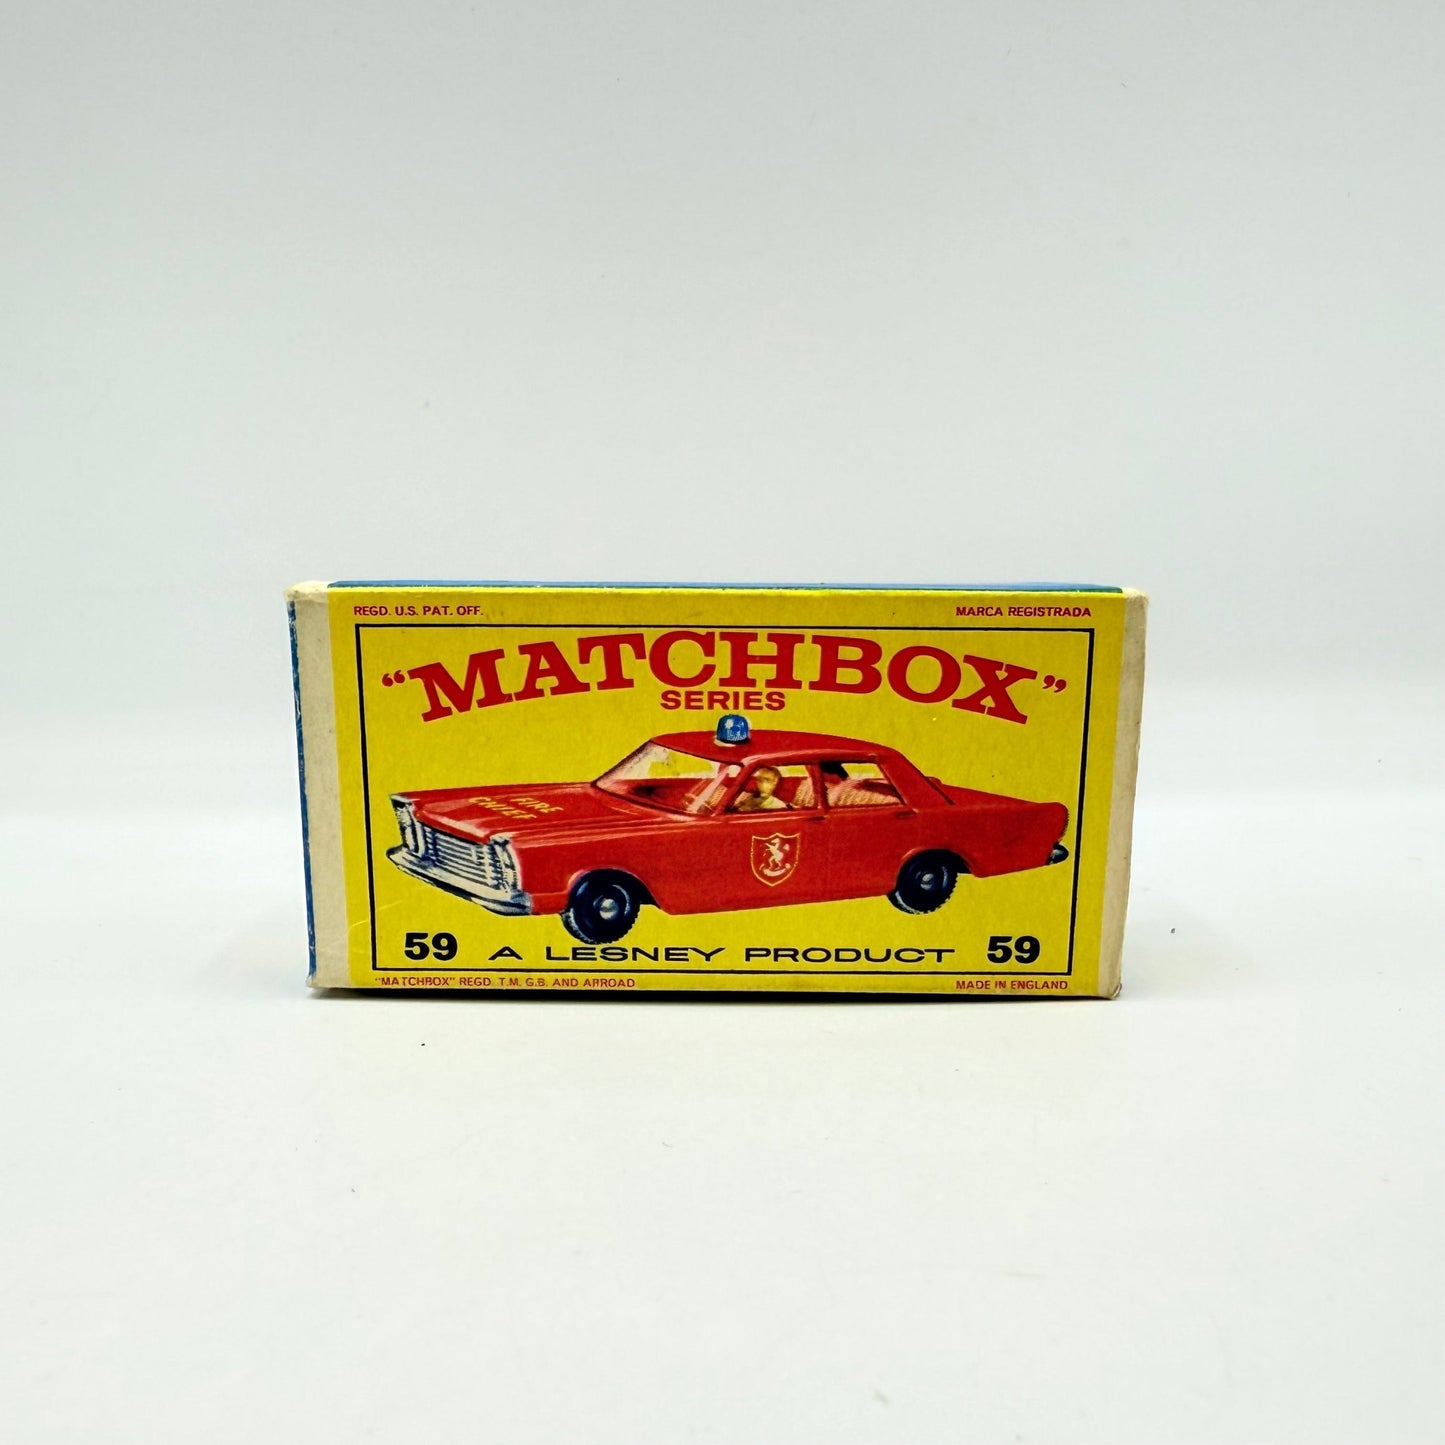 REGD. U.S. PAT. OFF. MARCA REGISTRADA
"MATCHBOX"
SERIES
FIRE
CHIEF
59 A LESNEY PRODUCT 59
"MATCHBOX" REGD. T.M. G.B. AND ABROAD MADE IN ENGLAND